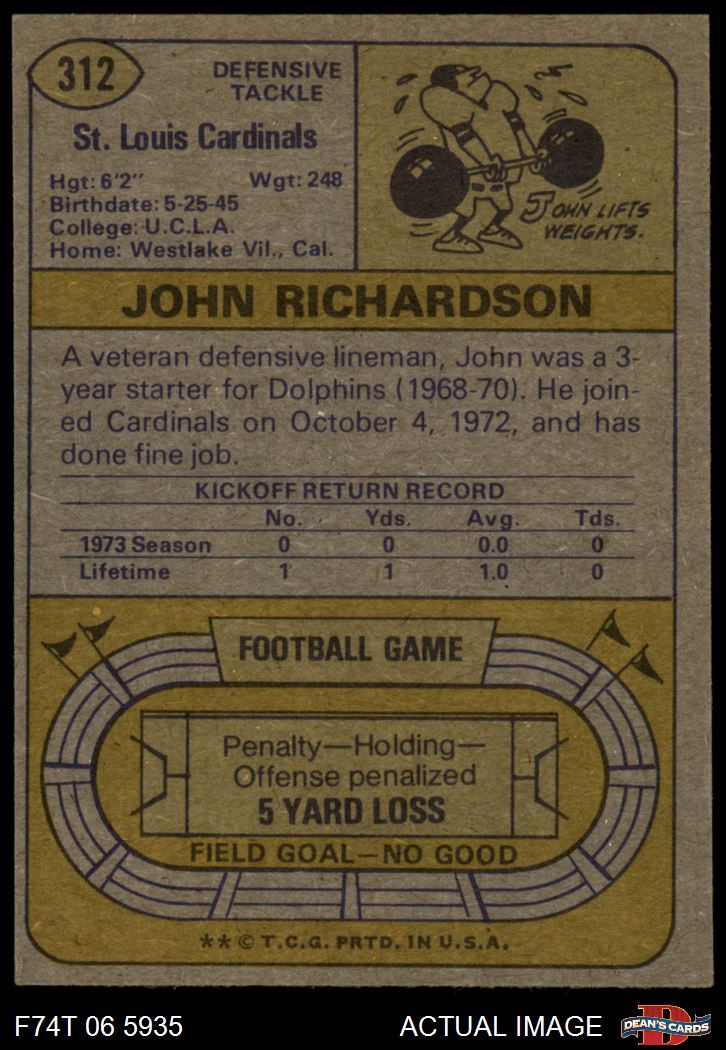 312
DEFENSIVE
TACKLE
St. Louis Cardinals
Hgt: 6'2" Wgt: 248
Birthdate: 5-25-45
College: U.C.L.A.
Home: Westlake Vil., Cal.
JOHN LIFTS
WEIGHTS.
JOHN RICHARDSON
A veteran defensive lineman, John was a 3-
year starter for Dolphins (1968-70). He join-
ed Cardinals on October 4, 1972, and has
done fine job.
KICKOFF RETURN RECORD
No. Yds. Avg. Tds.
1973 Season 0 0 0.0 0
Lifetime 1 1 1.0 0
FOOTBALL GAME
Penalty—Holding—
Offense penalized
5 YARD LOSS
FIELD GOAL—NO GOOD
** © T.C.G. PRTD. IN U.S.A.
F74T 06 5935 ACTUAL IMAGE
D
DEAN'S CARDS